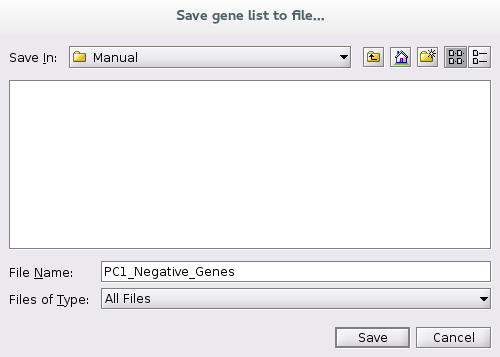 Save gene list to file...
Save In: Manual
File Name: PC1_Negative_Genes
Files of Type: All Files
Save Cancel